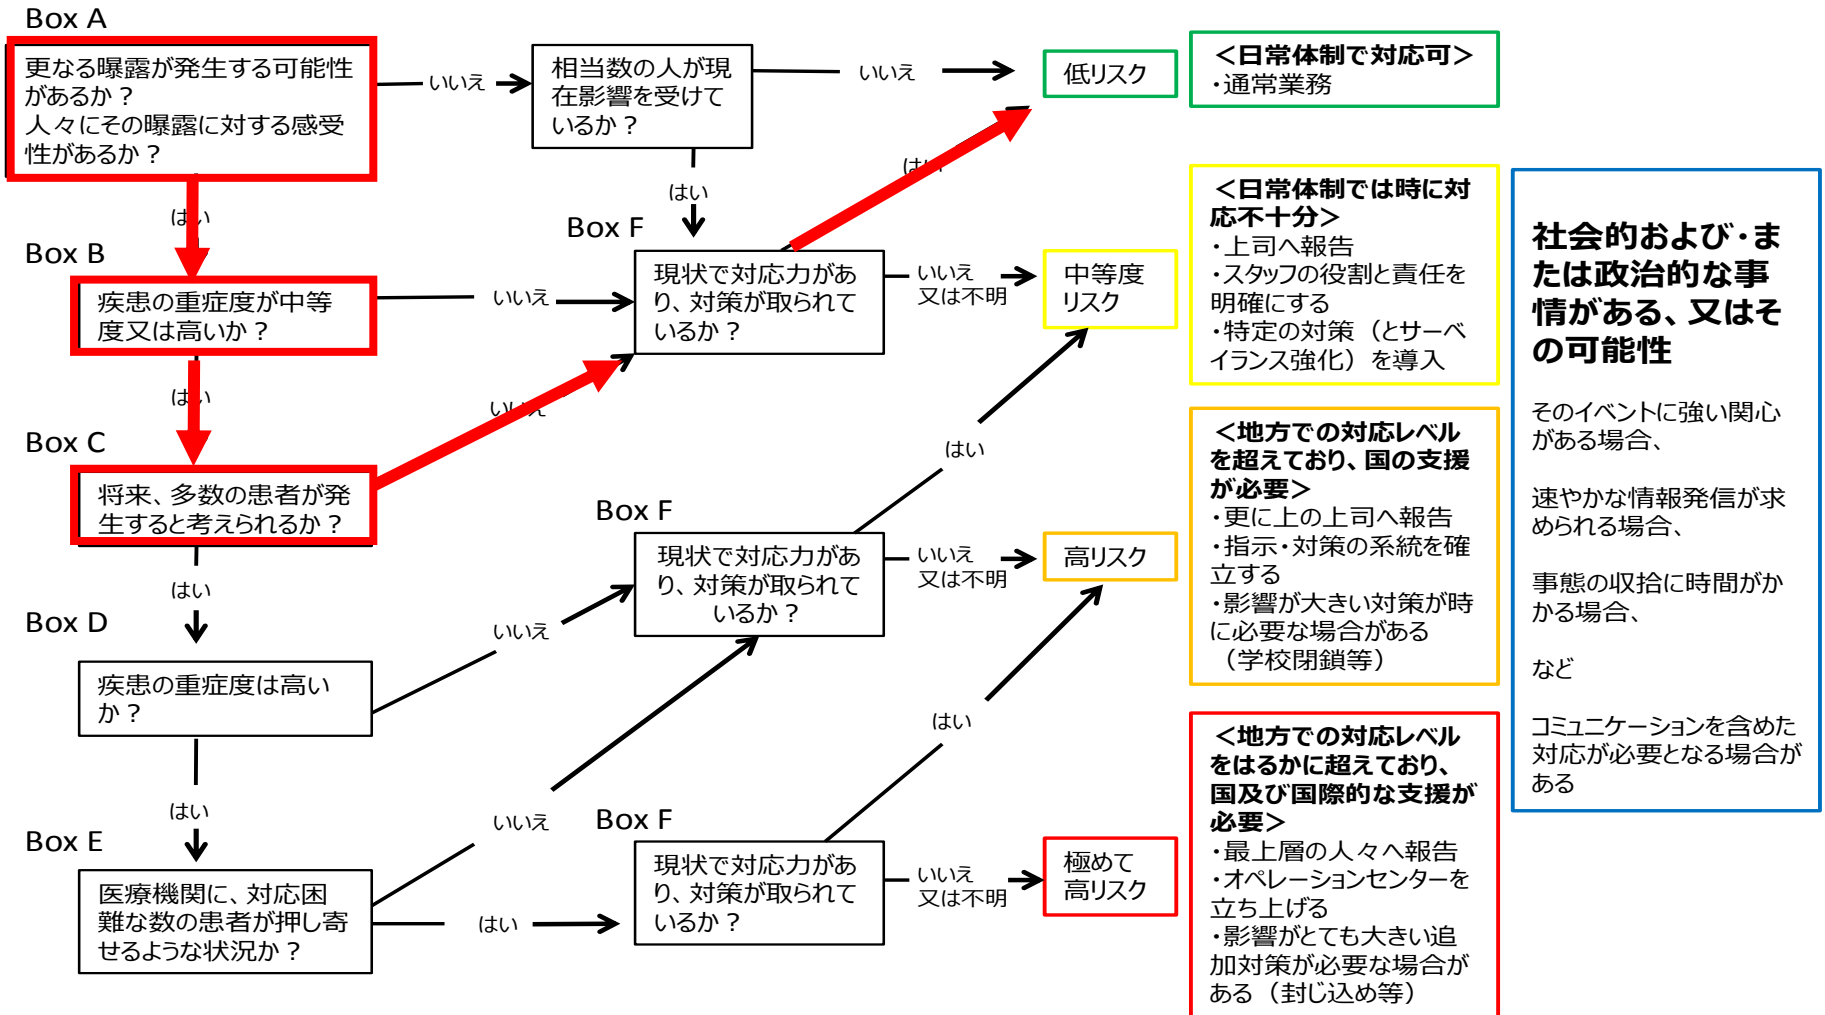 Box A
更なる曝露が発生する可能性
があるか？
人々にその曝露に対する感受
性があるか？
いいえ
相当数の人が現
在影響を受けて
いるか？
いいえ
低リスク
＜日常体制で対応可＞
・通常業務
はい
はい
はい
Box B
疾患の重症度が中等
度又は高いか？
いいえ
Box F
現状で対応力があ
り、対策が取られて
いるか？
いいえ
又は不明
中等度
リスク
＜日常体制では時に対
応不十分＞
・上司へ報告
・スタッフの役割と責任を
明確にする
・特定の対策（とサーベ
イランス強化）を導入
はい
いいえ
Box C
将来、多数の患者が発
生すると考えられるか？
はい
はい
Box F
現状で対応力があ
り、対策が取られて
いるか？
いいえ
又は不明
高リスク
＜地方での対応レベル
を超えており、国の支援
が必要＞
・更に上の上司へ報告
・指示・対策の系統を確
立する
・影響が大きい対策が時
に必要な場合がある
（学校閉鎖等）
Box D
疾患の重症度は高い
か？
いいえ
はい
はい
Box E
医療機関に、対応困
難な数の患者が押し寄
せるような状況か？
いいえ
はい
Box F
現状で対応力があ
り、対策が取られて
いるか？
いいえ
又は不明
極めて
高リスク
＜地方での対応レベル
をはるかに超えており、
国及び国際的な支援が
必要＞
・最上層の人々へ報告
・オペレーションセンターを
立ち上げる
・影響がとても大きい追
加対策が必要な場合が
ある（封じ込め等）
社会的および・ま
たは政治的な事
情がある、又はそ
の可能性
そのイベントに強い関心
がある場合、
速やかな情報発信が求
められる場合、
事態の収拾に時間がか
かる場合、
など
コミュニケーションを含めた
対応が必要となる場合が
ある